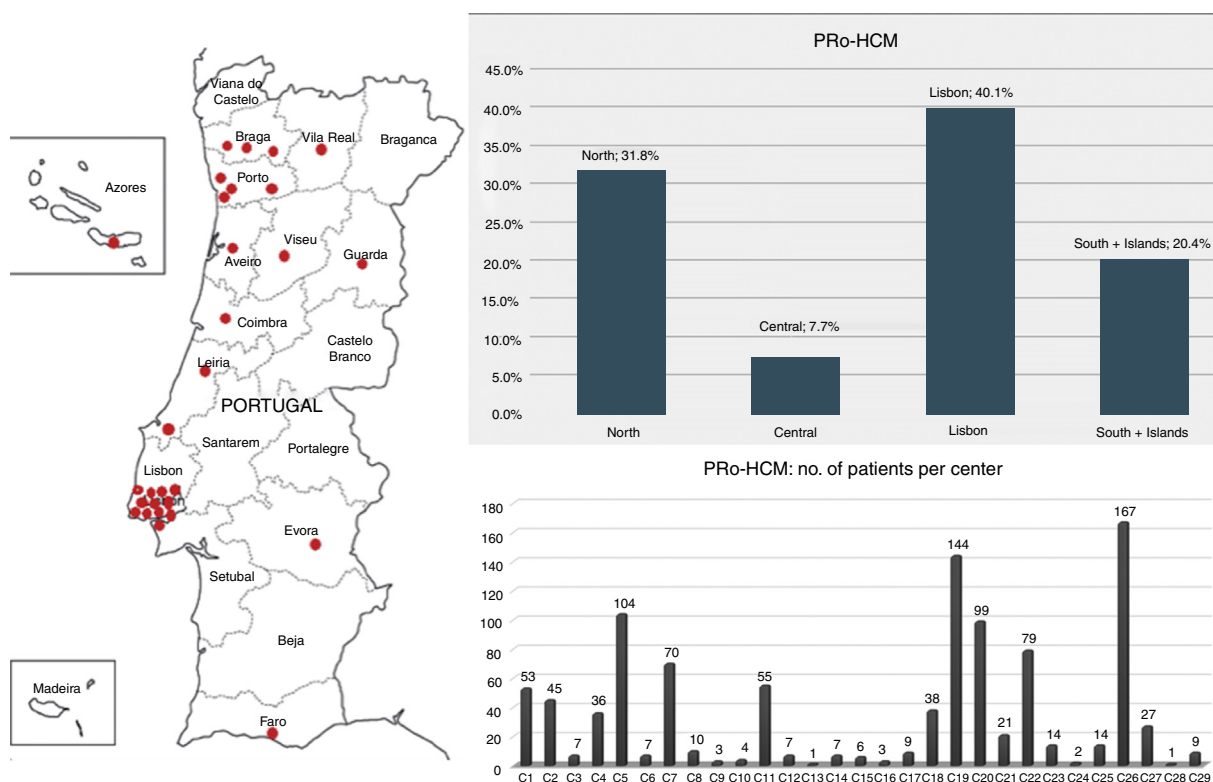 Viana do
Castelo
Braga
Vila Real
Braganca
Porto
Azores
Aveiro
Viseu
Guarda
Coimbra
Castelo
Branco
Leiria
PORTUGAL
Santarem
Portalegre
Lisbon
Lisbon
Evora
Setubal
Beja
Madeira
Faro
PRo-HCM
45.0%
40.0%
35.0%
30.0%
25.0%
20.0%
15.0%
10.0%
5.0%
0.0%
North; 31.8%
Central; 7.7%
Lisbon; 40.1%
South + Islands; 20.4%
North Central Lisbon South + Islands
PRo-HCM: no. of patients per center
180
160
140
120
100
80
60
40
20
0
53 45 7 36 104 7 70 10 3 4 55 7 1 7 6 3 9 38 144 99 21 79 14 2 14 167 27 1 9
C1 C2 C3 C4 C5 C6 C7 C8 C9 C10 C11 C12 C13 C14 C15 C16 C17 C18 C19 C20 C21 C22 C23 C24 C25 C26 C27 C28 C29